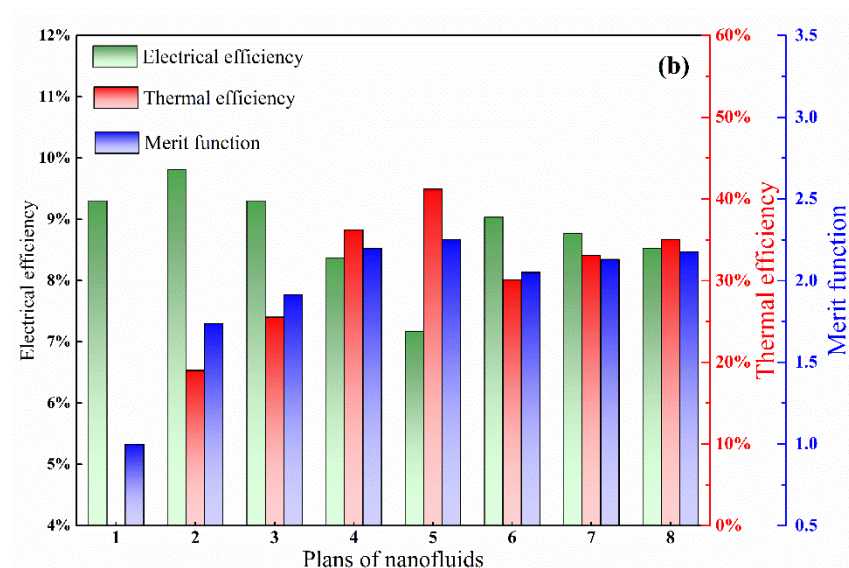 12%
11%
10%
9%
8%
7%
6%
5%
4%
Electrical efficiency
Electrical efficiency
Thermal efficiency
Merit function
(b)
1 2 3 4 5 6 7 8
Plans of nanofluids
60%
50%
40%
30%
20%
10%
0%
Thermal efficiency
3.5
3.0
2.5
2.0
1.5
1.0
0.5
Merit function